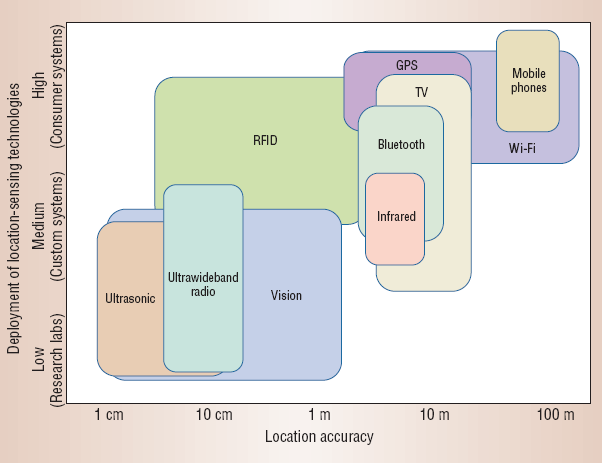 Deployment of location-sensing technologies
High
(Consumer systems)
Medium
(Custom systems)
Low
(Research labs)
GPS
Mobile
phones
TV
RFID
Bluetooth
Wi-Fi
Infrared
Ultrawideband
radio
Ultrasonic
Vision
1 cm
10 cm
1 m
10 m
100 m
Location accuracy